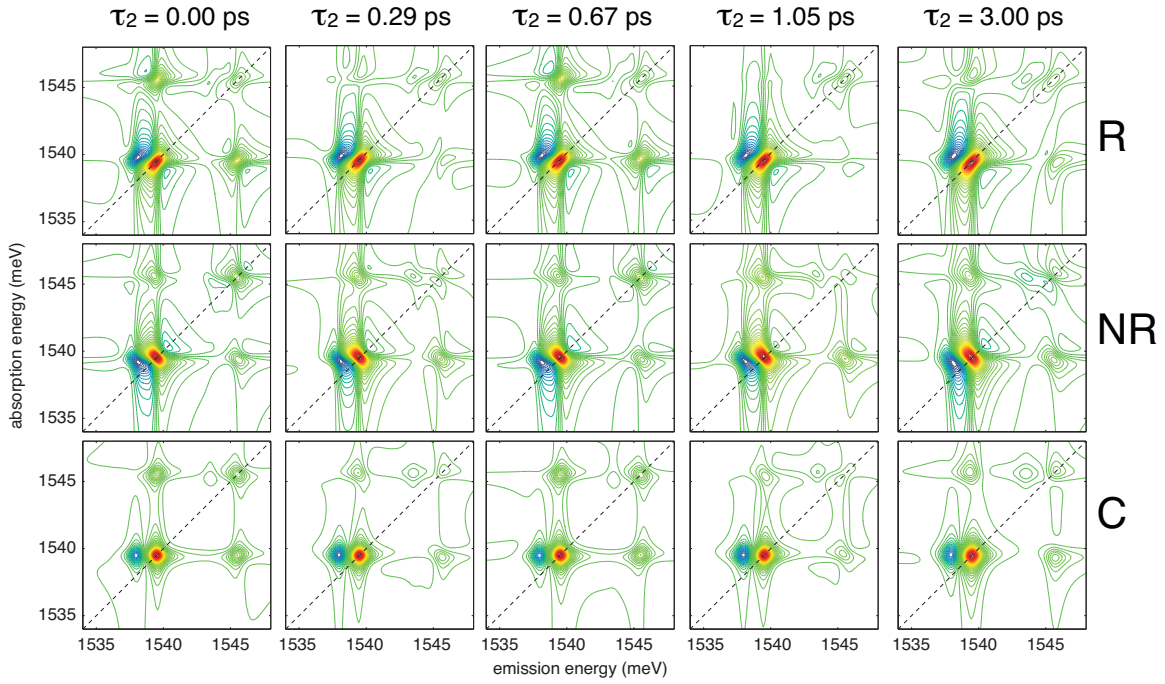 τ2 = 0.00 ps τ2 = 0.29 ps τ2 = 0.67 ps τ2 = 1.05 ps τ2 = 3.00 ps
1545
1540
1535
R
1545
1540
1535
NR
1545
1540
1535
C
absorption energy (meV)
1535 1540 1545 1535 1540 1545 1535 1540 1545 1535 1540 1545 1535 1540 1545
emission energy (meV)